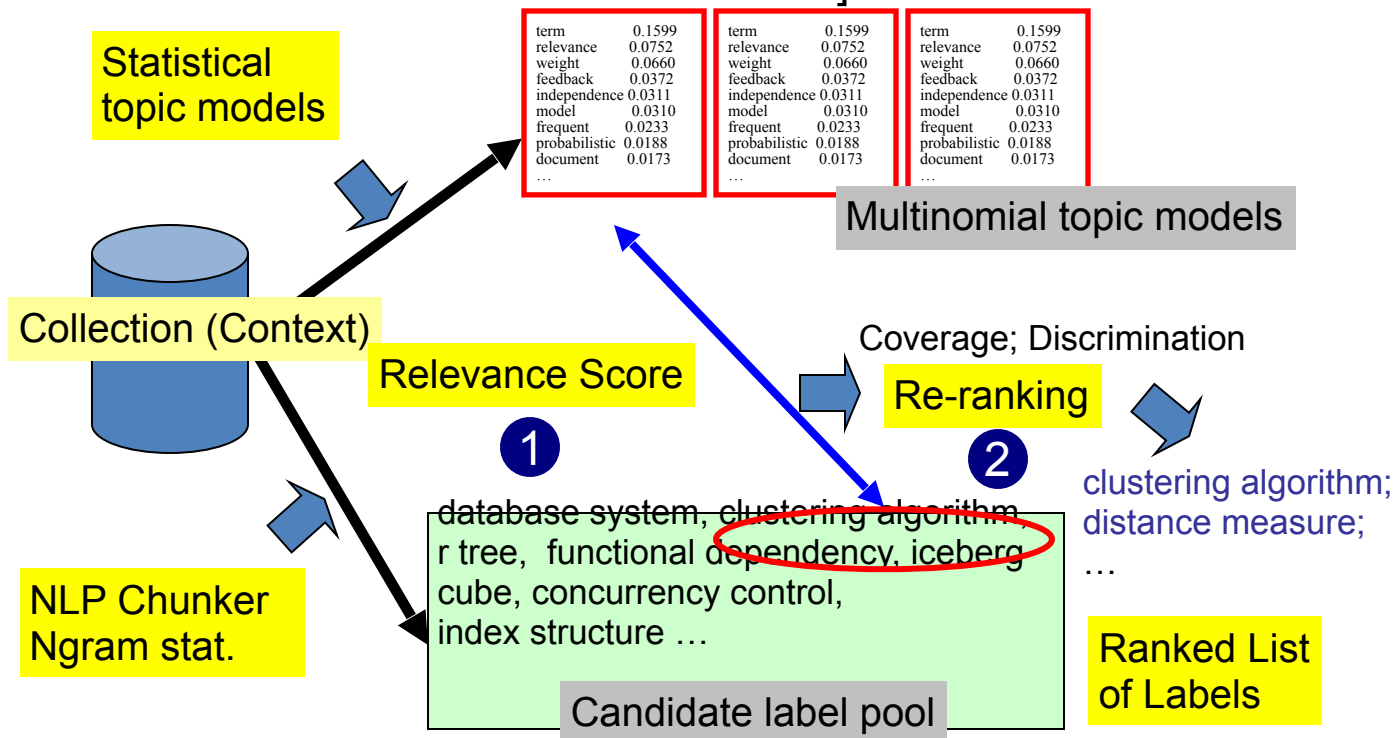 ]
Statistical
topic models
term 0.1599
relevance 0.0752
weight 0.0660
feedback 0.0372
independence 0.0311
model 0.0310
frequent 0.0233
probabilistic 0.0188
document 0.0173
…
term 0.1599
relevance 0.0752
weight 0.0660
feedback 0.0372
independence 0.0311
model 0.0310
frequent 0.0233
probabilistic 0.0188
document 0.0173
…
term 0.1599
relevance 0.0752
weight 0.0660
feedback 0.0372
independence 0.0311
model 0.0310
frequent 0.0233
probabilistic 0.0188
document 0.0173
…
Multinomial topic models
Collection (Context)
Relevance Score
1
Coverage; Discrimination
Re-ranking
2
clustering algorithm;
distance measure;
…
Ranked List
of Labels
NLP Chunker
Ngram stat.
database system, clustering algorithm,
r tree, functional dependency, iceberg
cube, concurrency control,
index structure …
Candidate label pool